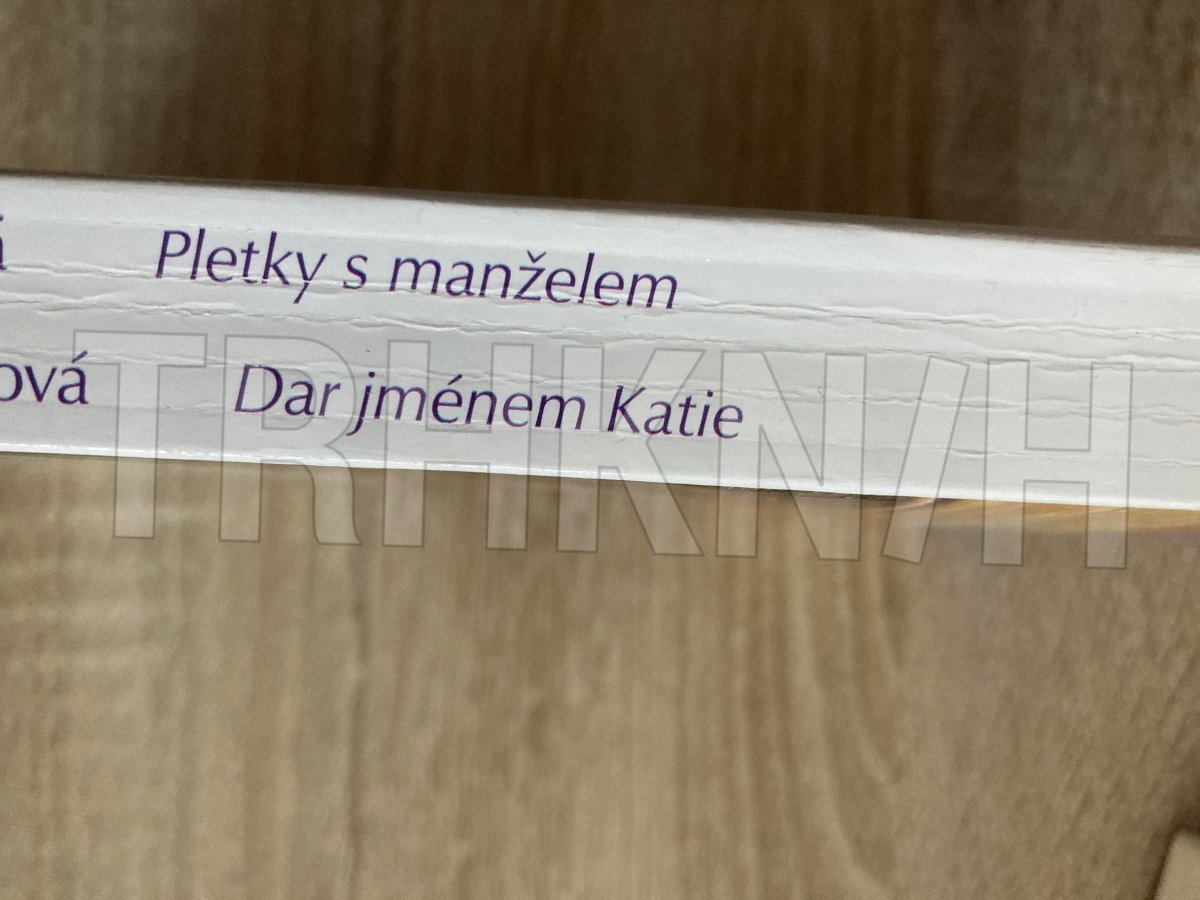 Pletky s manželem
ová Dar jménem Katie
TRHKNIH